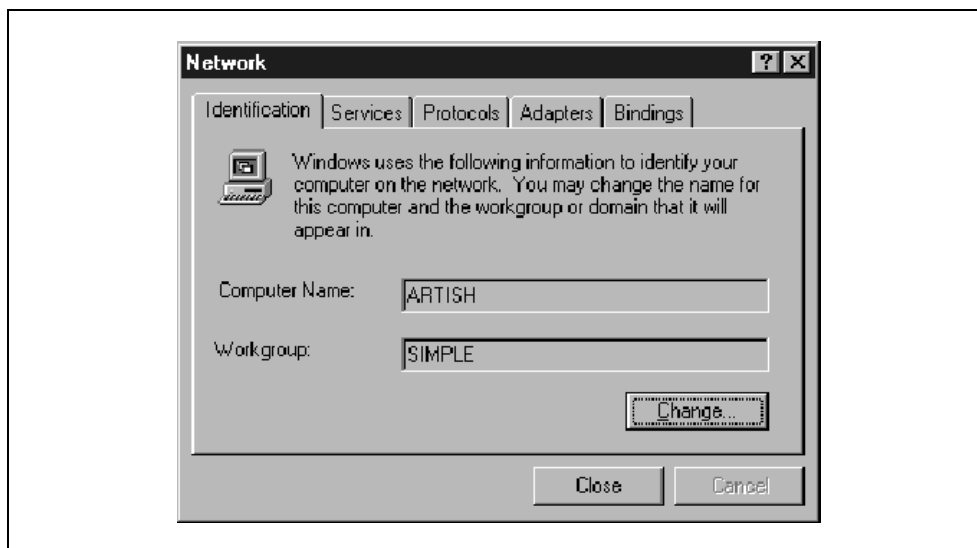 Network
Identification Services Protocols Adapters Bindings
Windows uses the following information to identify your
computer on the network. You may change the name for
this computer and the workgroup or domain that it will
appear in.
Computer Name: ARTISH
Workgroup: SIMPLE
Change...
Close Cancel